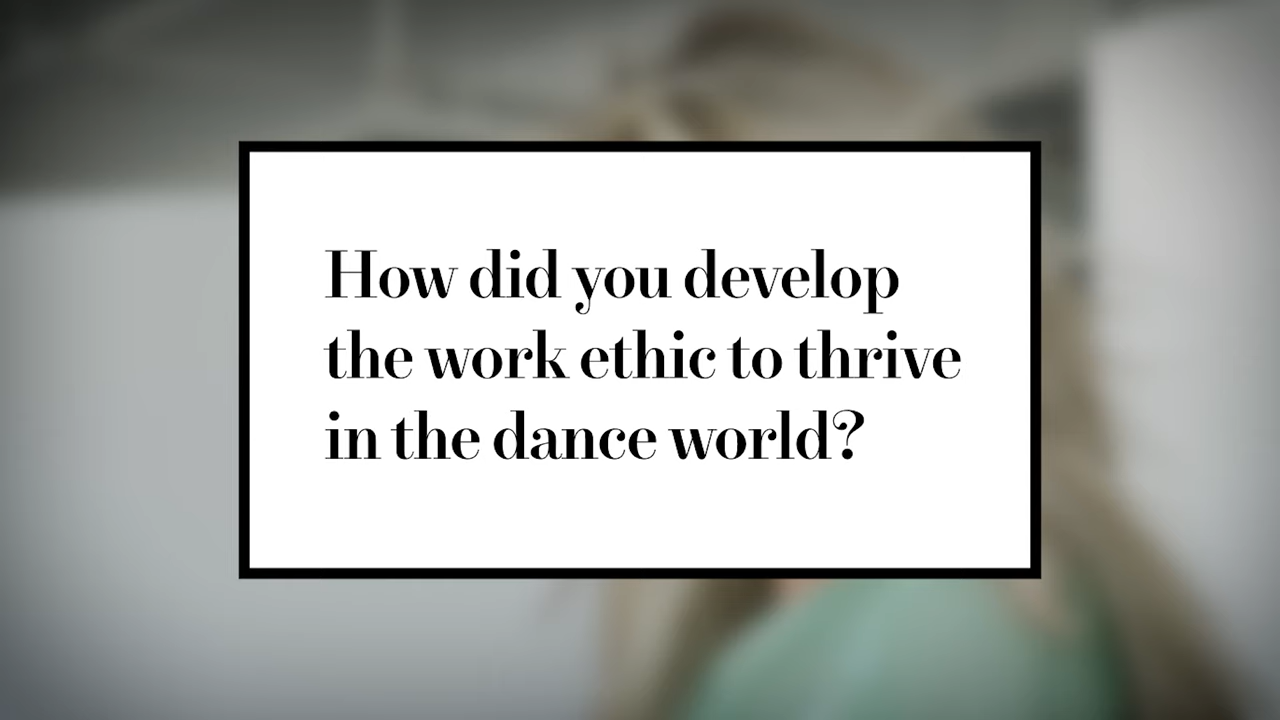 How did you develop
the work ethic to thrive
in the dance world?